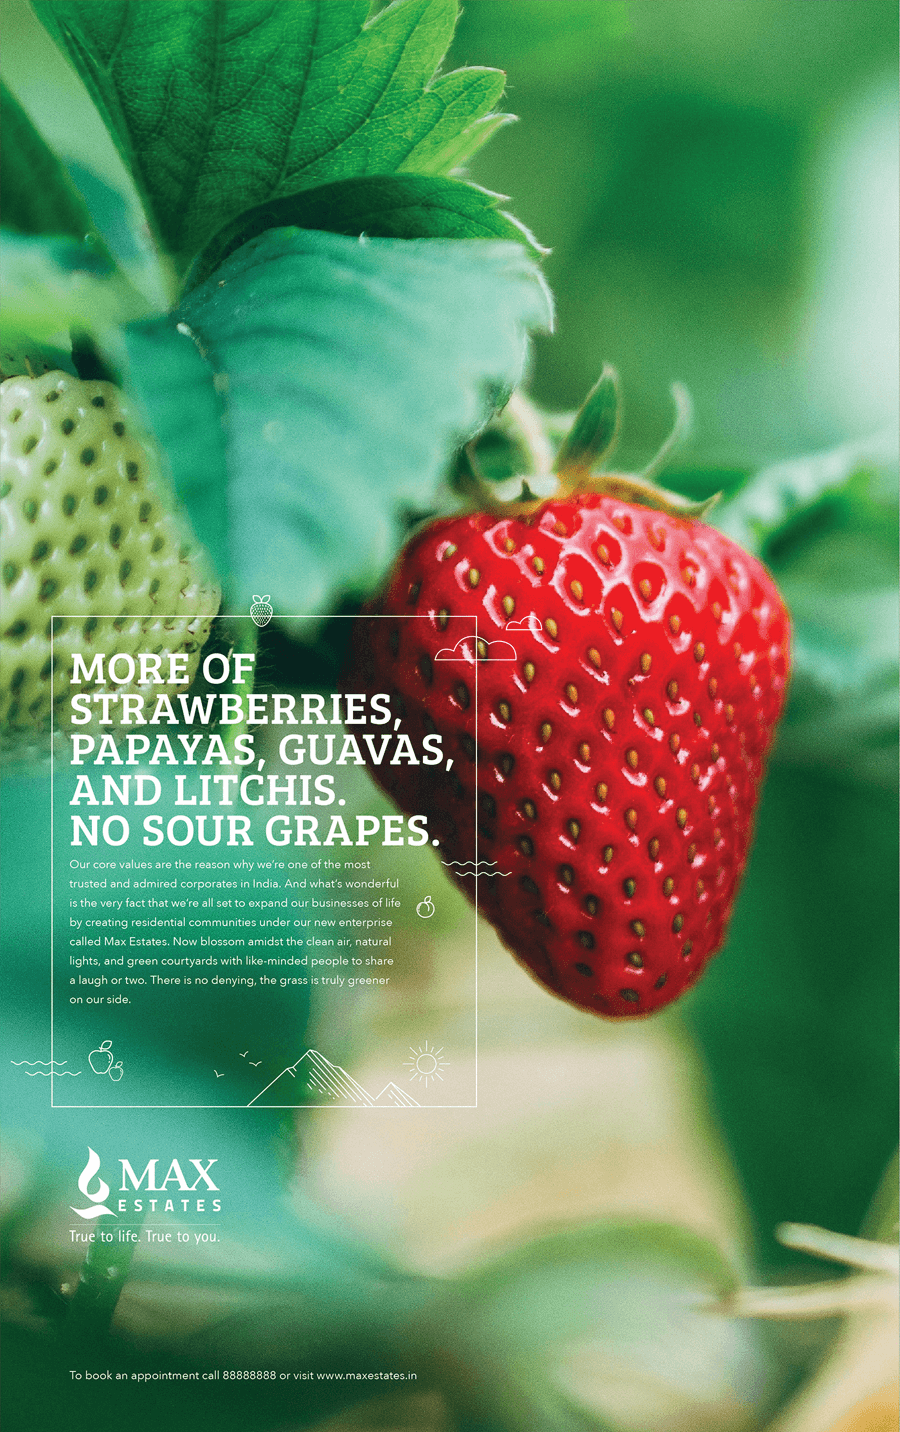 MORE OF
STRAWBERRIES,
PAPAYAS, GUAVAS,
AND LITCHIS.
NO SOUR GRAPES.
Our core values are the reason why we're one of the most
trusted and admired corporates in India. And what's wonderful
is the very fact that we're all set to expand our businesses of life
by creating residential communities under our new enterprise
called Max Estates. Now blossom amidst the clean air, natural
lights, and green courtyards with like-minded people to share
a laugh or two. There is no denying, the grass is truly greener
on our side.
MAX
ESTATES
True to life. True to you.
To book an appointment call 88888888 or visit www.maxestates.in